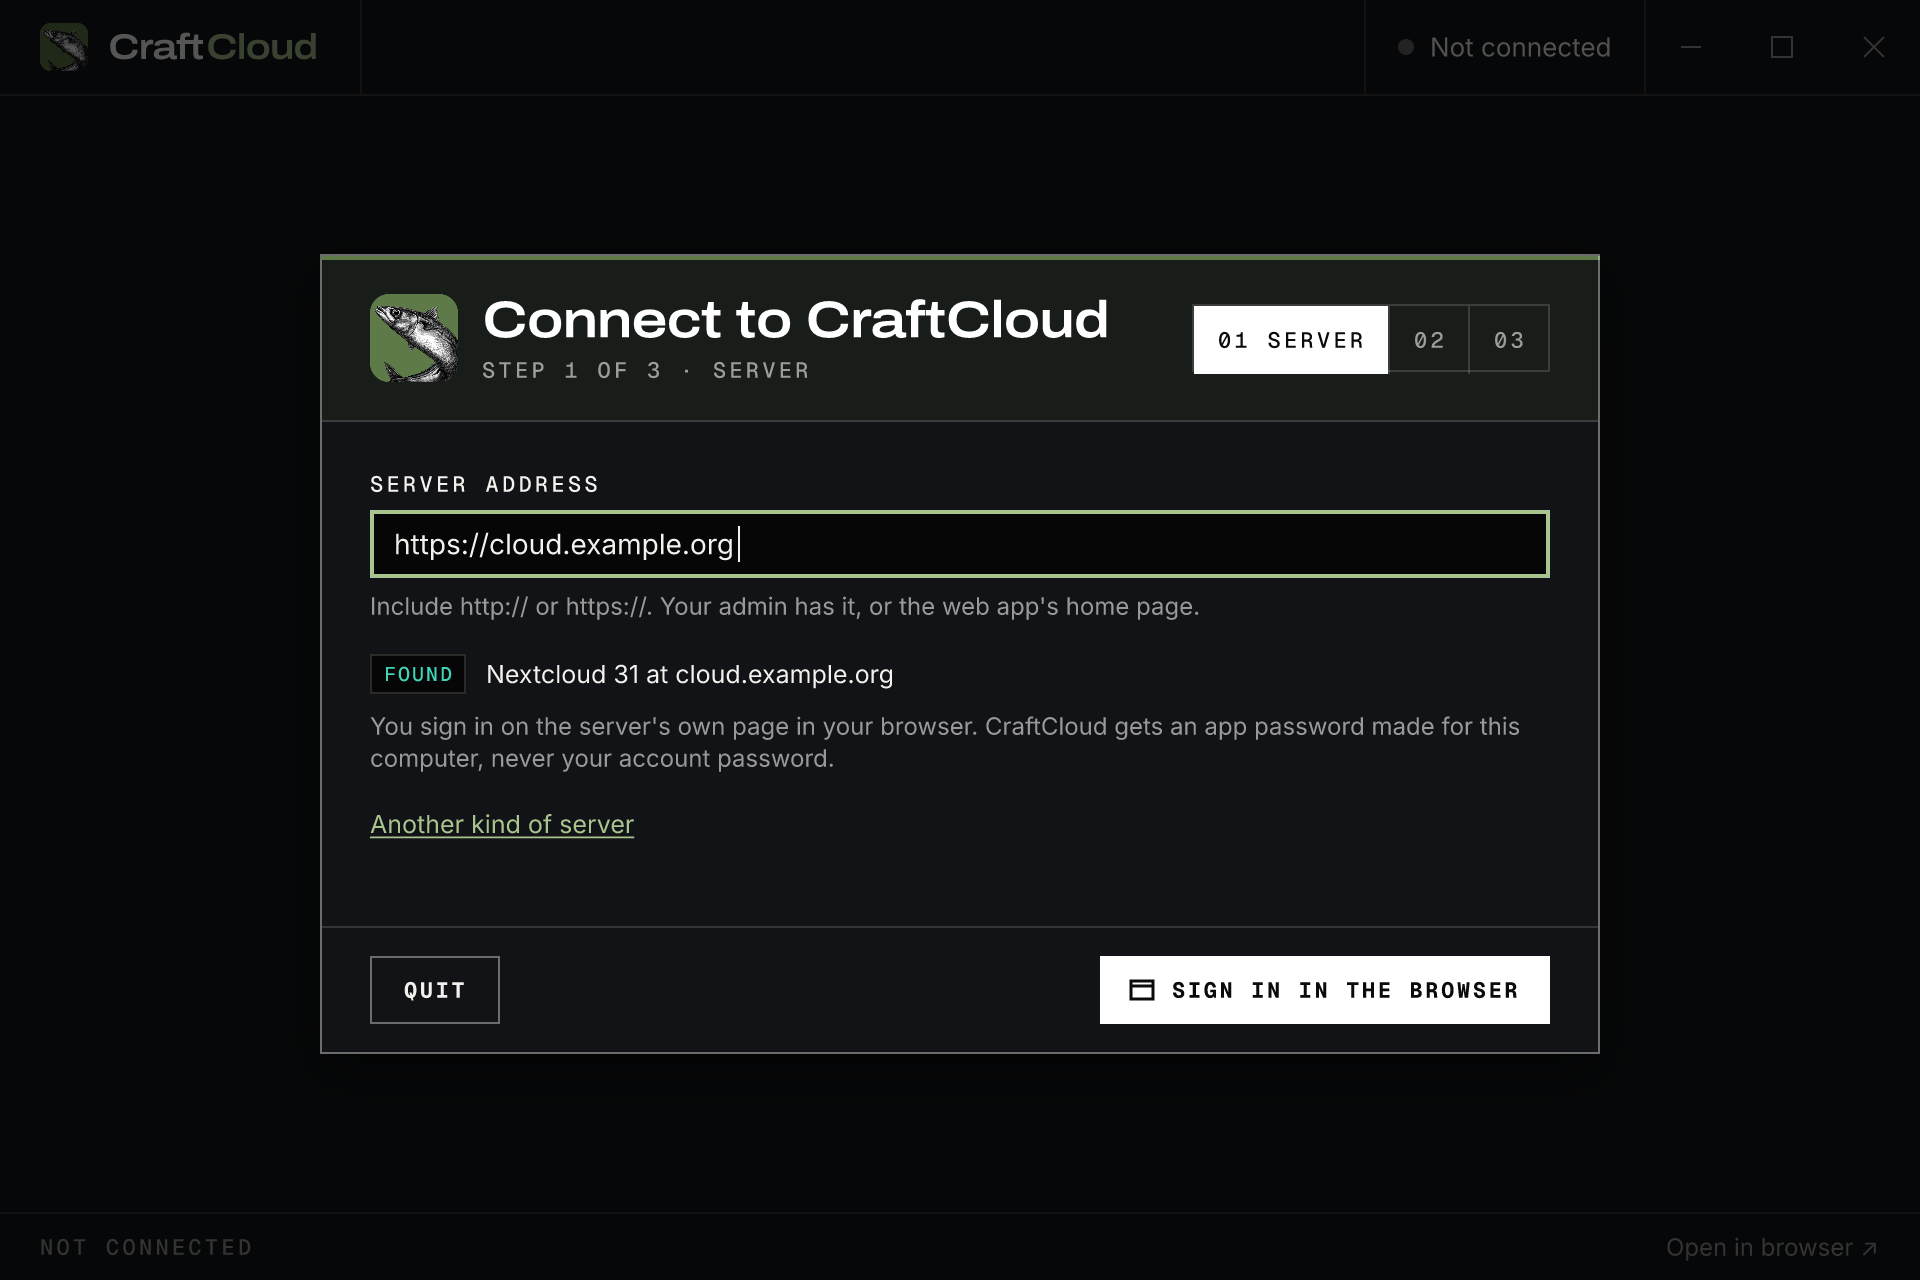 CraftCloud
Not connected
Connect to CraftCloud
STEP 1 OF 3 · SERVER
01 SERVER 02 03
SERVER ADDRESS
https://cloud.example.org
Include http:// or https://. Your admin has it, or the web app's home page.
FOUND Nextcloud 31 at cloud.example.org
You sign in on the server's own page in your browser. CraftCloud gets an app password made for this
computer, never your account password.
Another kind of server
QUIT
SIGN IN IN THE BROWSER
NOT CONNECTED
Open in browser ↗